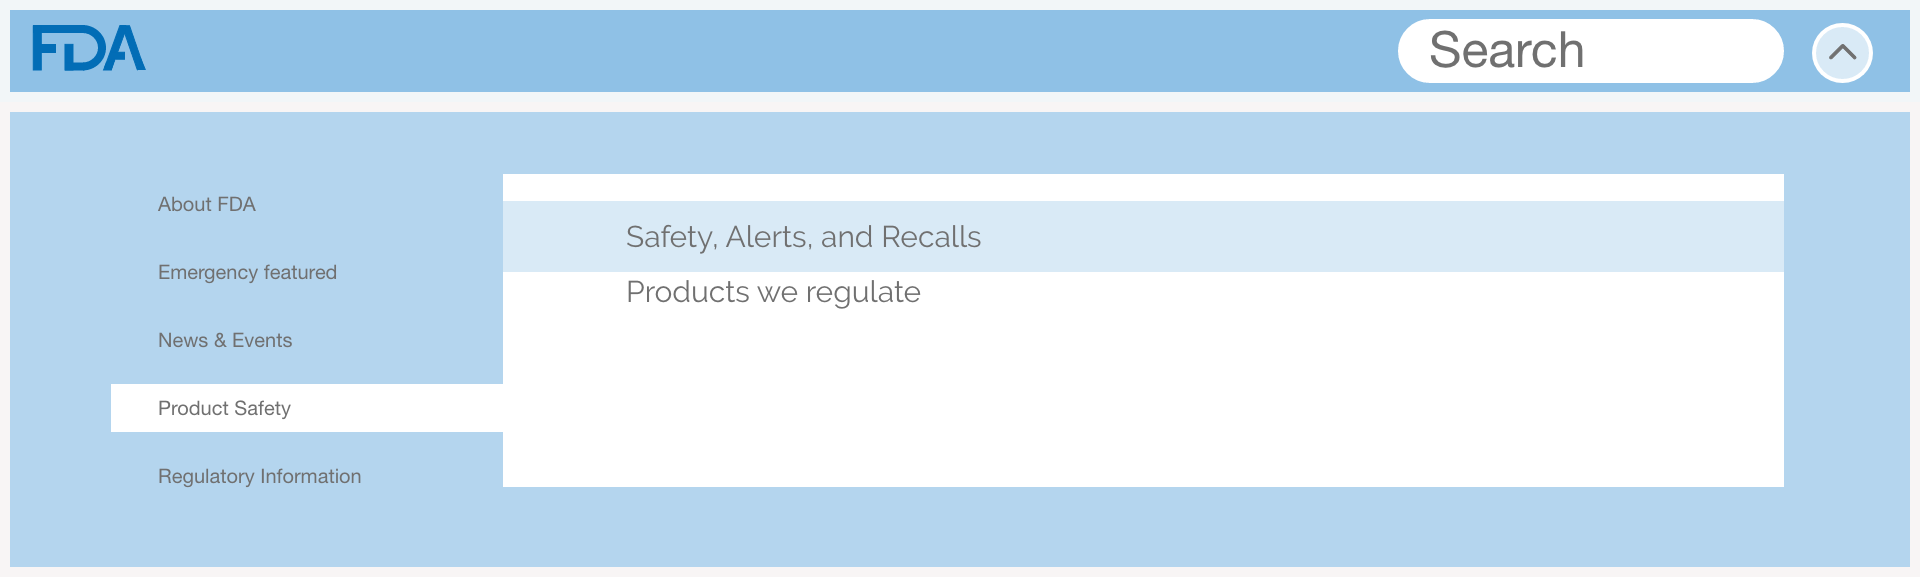 FDA
Search
About FDA
Emergency featured
News & Events
Product Safety
Regulatory Information
Safety, Alerts, and Recalls
Products we regulate